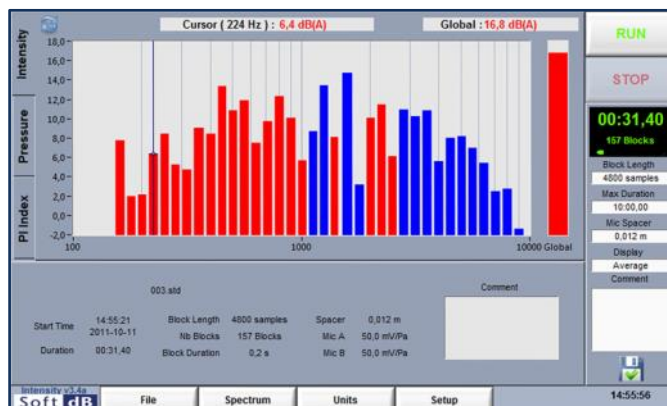 Cursor ( 224 Hz ) : 6,4 dB(A)
Global : 16,8 dB(A)
Intensity
Pressure
PI Index
18,0
16,0
14,0
12,0
10,0
8,0
6,0
4,0
2,0
0,0
-2,0
100
1000
10000
Global
RUN
STOP
00:31,40
157 Blocks
Block Length
4800 samples
Max Duration
10:00,00
Mic Spacer
0,012 m
Display
Average
Comment
003.std
Start Time 14:55:21
2011-10-11
Duration 00:31,40
Block Length 4800 samples
Nb Blocks 157 Blocks
Block Duration 0,2 s
Spacer 0,012 m
Mic A 50,0 mV/Pa
Mic B 50,0 mV/Pa
Comment
Intensity v3.4a
Soft dB
File
Spectrum
Units
Setup
14:55:56